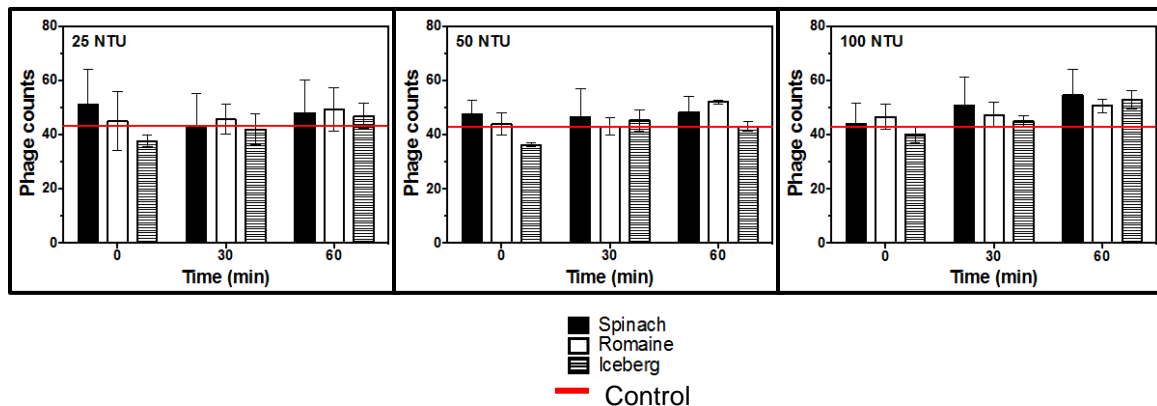 25 NTU
80
60
40
20
0
Phage counts
0 30 60
Time (min)
50 NTU
80
60
40
20
0
Phage counts
0 30 60
Time (min)
100 NTU
80
60
40
20
0
Phage counts
0 30 60
Time (min)
Spinach
Romaine
Iceberg
Control